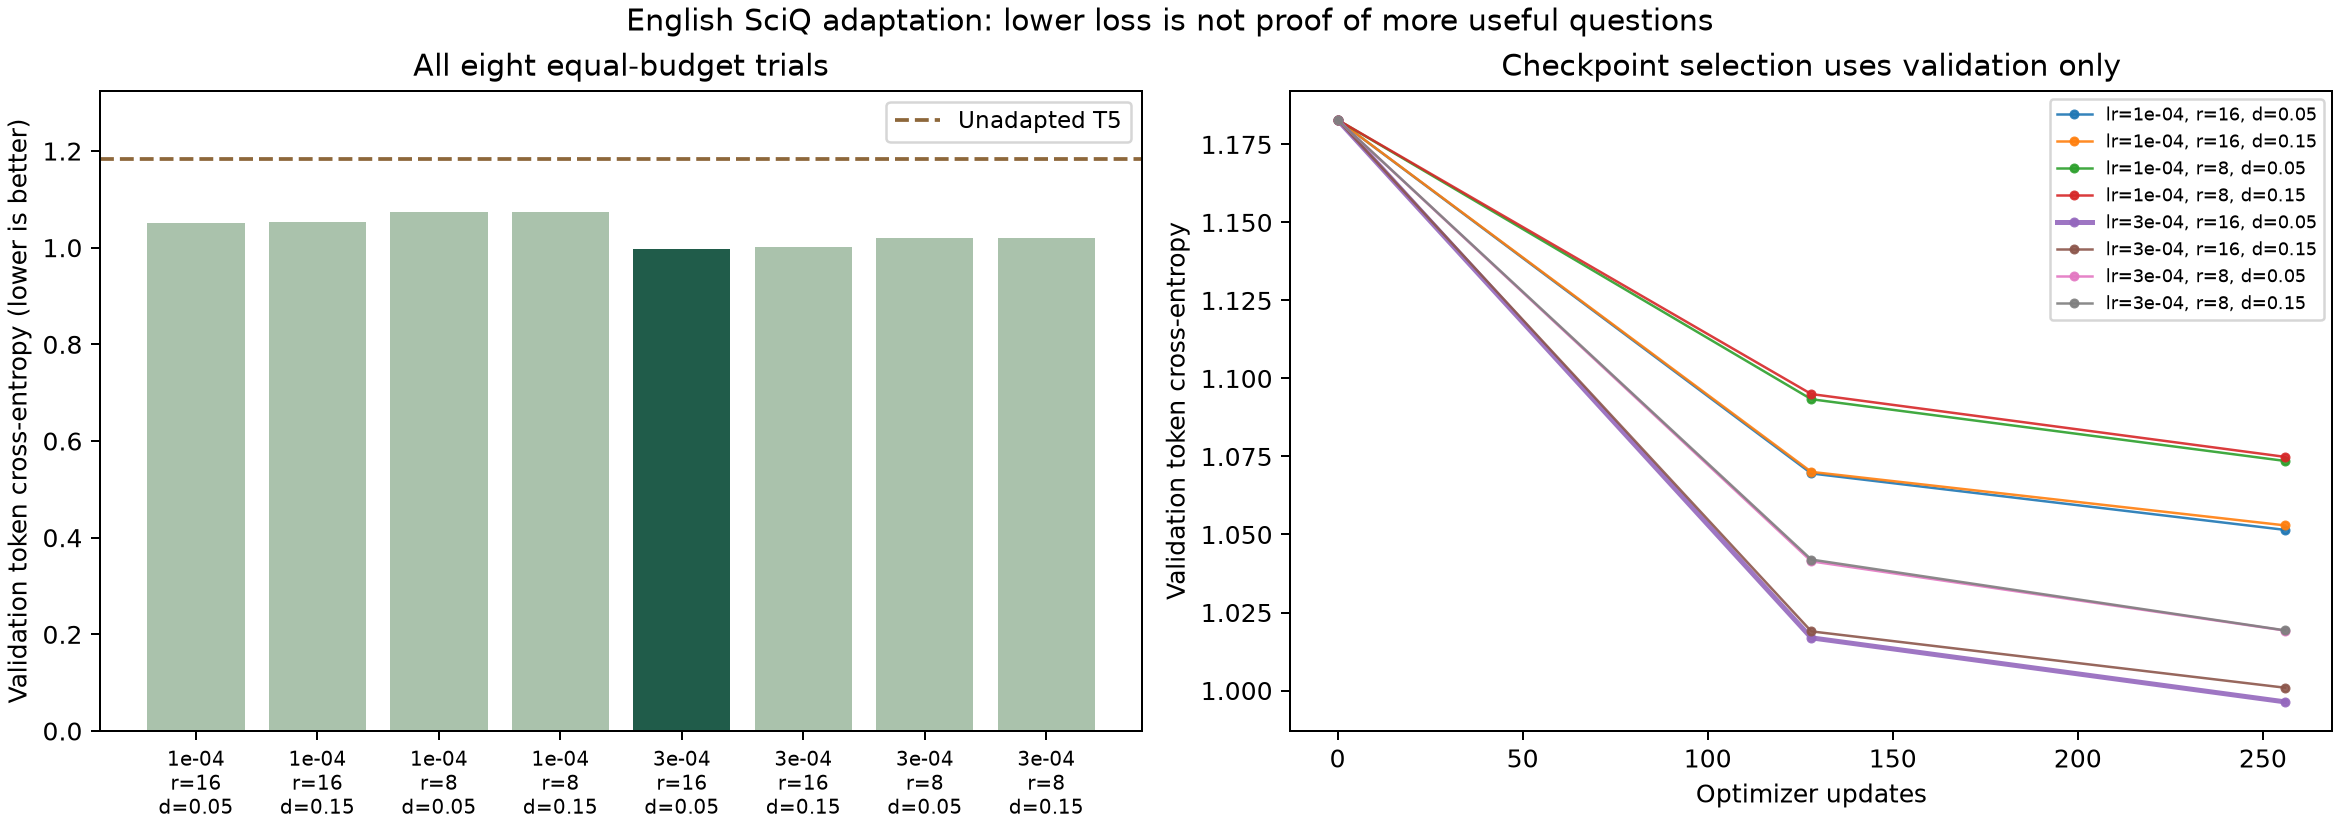 English SciQ adaptation: lower loss is not proof of more useful questions
All eight equal-budget trials
Validation token cross-entropy (lower is better)
1.2
1.0
0.8
0.6
0.4
0.2
0.0
Unadapted T5
1e-04 1e-04 1e-04 1e-04 3e-04 3e-04 3e-04 3e-04
r=16 r=16 r=8 r=8 r=16 r=16 r=8 r=8
d=0.05 d=0.15 d=0.05 d=0.15 d=0.05 d=0.15 d=0.05 d=0.15
Checkpoint selection uses validation only
Validation token cross-entropy
1.175
1.150
1.125
1.100
1.075
1.050
1.025
1.000
lr=1e-04, r=16, d=0.05
lr=1e-04, r=16, d=0.15
lr=1e-04, r=8, d=0.05
lr=1e-04, r=8, d=0.15
lr=3e-04, r=16, d=0.05
lr=3e-04, r=16, d=0.15
lr=3e-04, r=8, d=0.05
lr=3e-04, r=8, d=0.15
0 50 100 150 200 250
Optimizer updates